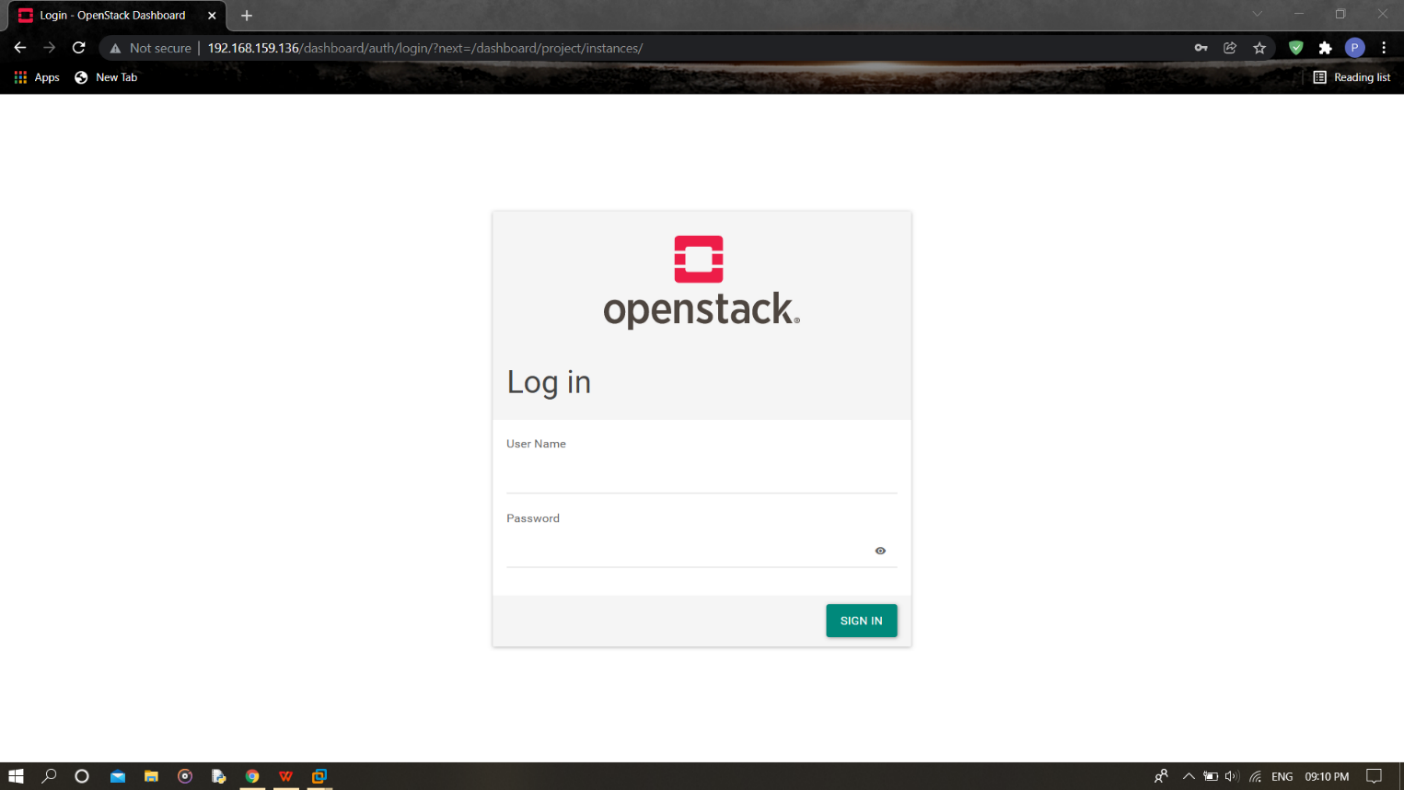 Login - OpenStack Dashboard
Not secure | 192.168.159.136/dashboard/auth/login/?next=/dashboard/project/instances/
P
Apps New Tab Reading list
openstack®
Log in
User Name
Password
SIGN IN
ENG 09:10 PM